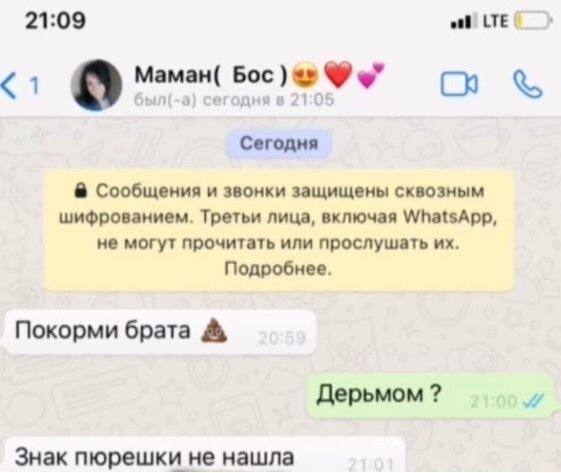 21:09
LTE
1
Маман( Бос )😍❤️💕
был(-а) сегодня в 21:05
Сегодня
🔒 Сообщения и звонки защищены сквозным
шифрованием. Третьи лица, включая WhatsApp,
не могут прочитать или прослушать их.
Подробнее.
Покорми брата 💩 20:59
Дерьмом ? 21:00
Знак пюрешки не нашла 21:01